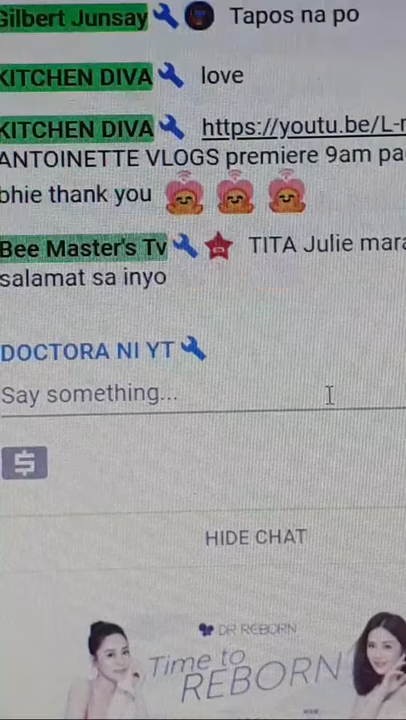 Gilbert Junsay Tapos na po
KITCHEN DIVA love
KITCHEN DIVA https://youtu.be/L-r
ANTOINETTE VLOGS premiere 9am pa
bhie thank you
Bee Master's Tv TITA Julie mara
salamat sa inyo
DOCTORA NI YT
Say something...
HIDE CHAT
DR REBORN
Time to
REBORN